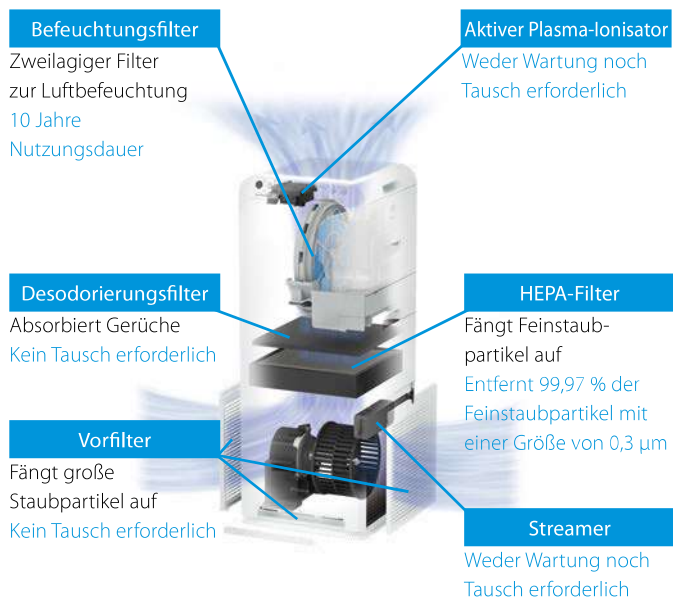 Befeuchtungsfilter
Zweilagiger Filter
zur Luftbefeuchtung
10 Jahre
Nutzungsdauer
Aktiver Plasma-Ionisator
Weder Wartung noch
Tausch erforderlich
Desodorierungsfilter
Absorbiert Gerüche
Kein Tausch erforderlich
HEPA-Filter
Fängt Feinstaub-
partikel auf
Entfernt 99,97 % der
Feinstaubpartikel mit
einer Größe von 0,3 µm
Vorfilter
Fängt große
Staubpartikel auf
Kein Tausch erforderlich
Streamer
Weder Wartung noch
Tausch erforderlich